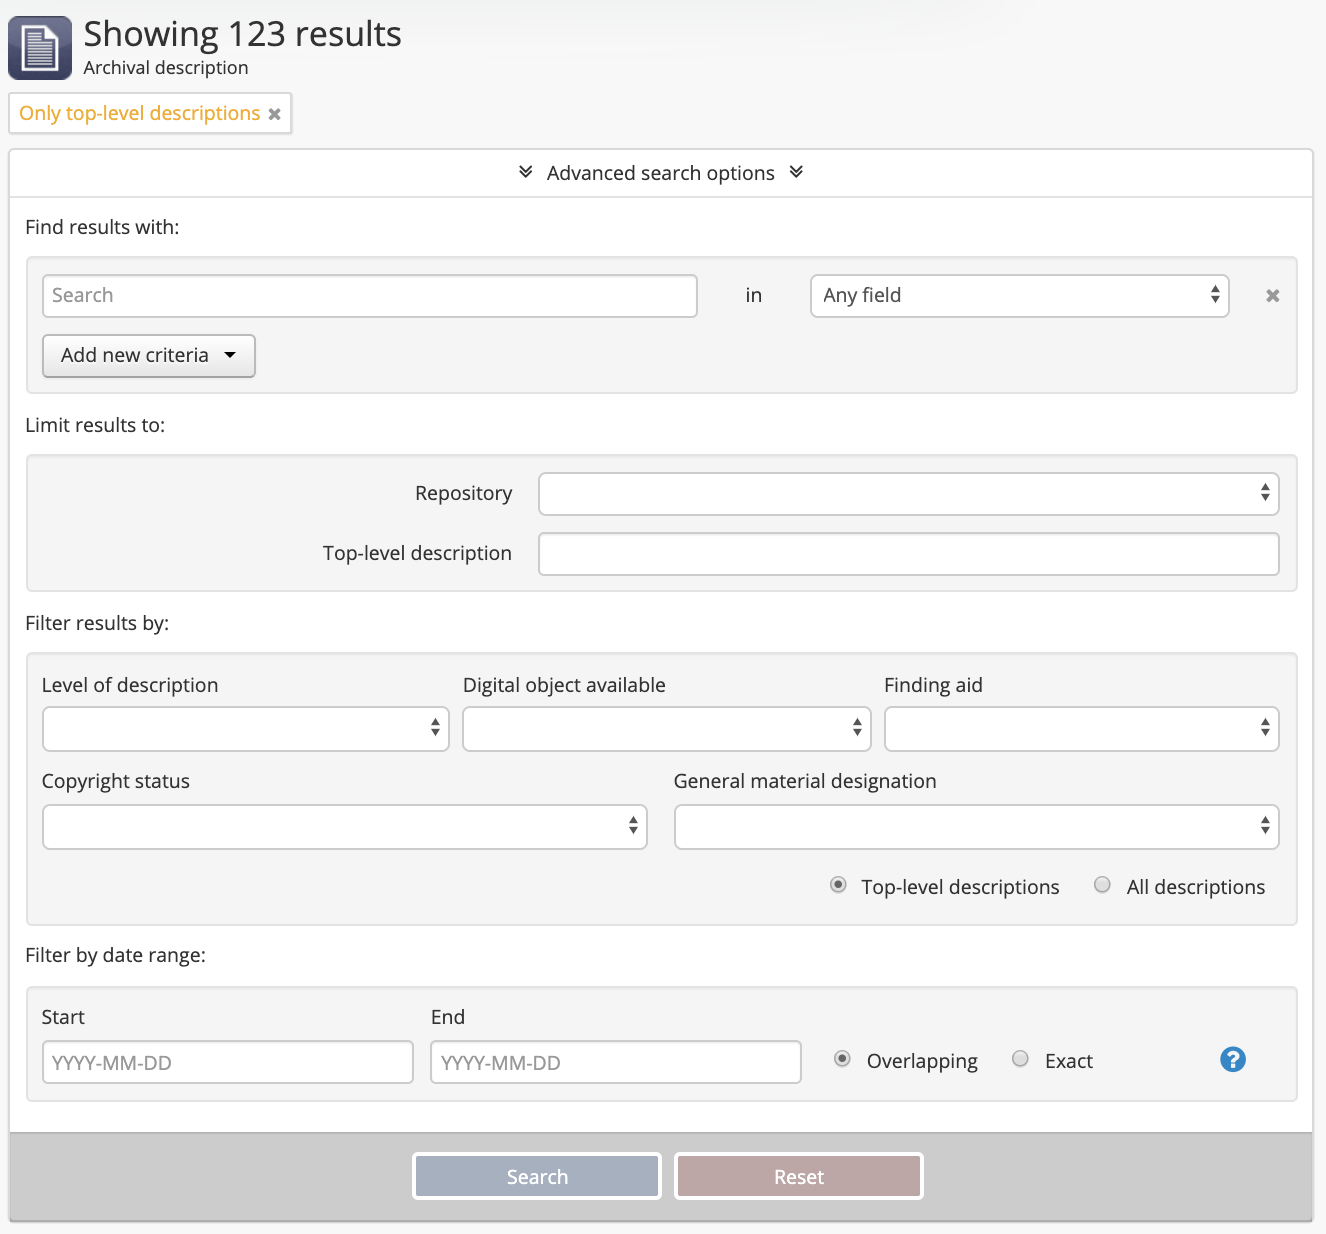 Showing 123 results
Archival description
Only top-level descriptions
Advanced search options
Find results with:
Search in Any field
Add new criteria
Limit results to:
Repository
Top-level description
Filter results by:
Level of description Digital object available Finding aid
Copyright status General material designation
Top-level descriptions All descriptions
Filter by date range:
Start End
YYYY-MM-DD YYYY-MM-DD Overlapping Exact ?
Search Reset